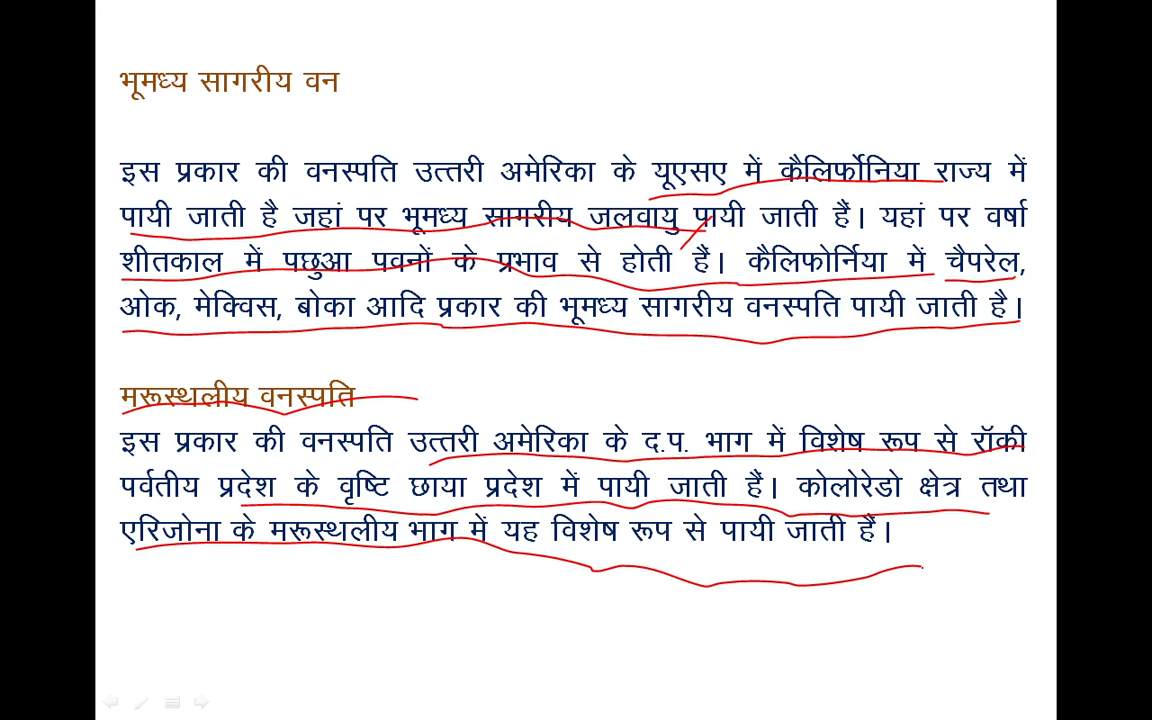 भूमध्य सागरीय वन
इस प्रकार की वनस्पति उत्तरी अमेरिका के यूएसए में कैलिर्फोनिया राज्य में
पायी जाती है जहां पर भूमध्य सागरीय जलवायु पायी जाती हैं। यहां पर वर्षा
शीतकाल में पछुआ पवनों के प्रभाव से होती हैं। कैलिफोर्निया में चैपरेल,
ओक, मेक्विस, बोका आदि प्रकार की भूमध्य सागरीय वनस्पति पायी जाती है।
मरूस्थलीय वनस्पति
इस प्रकार की वनस्पति उत्तरी अमेरिका के द.प. भाग में विशेष रूप से रॉकी
पर्वतीय प्रदेश के वृष्टि छाया प्रदेश में पायी जाती हैं। कोलोरेडो क्षेत्र तथा
एरिजोना के मरूस्थलीय भाग में यह विशेष रूप से पायी जाती हैं।